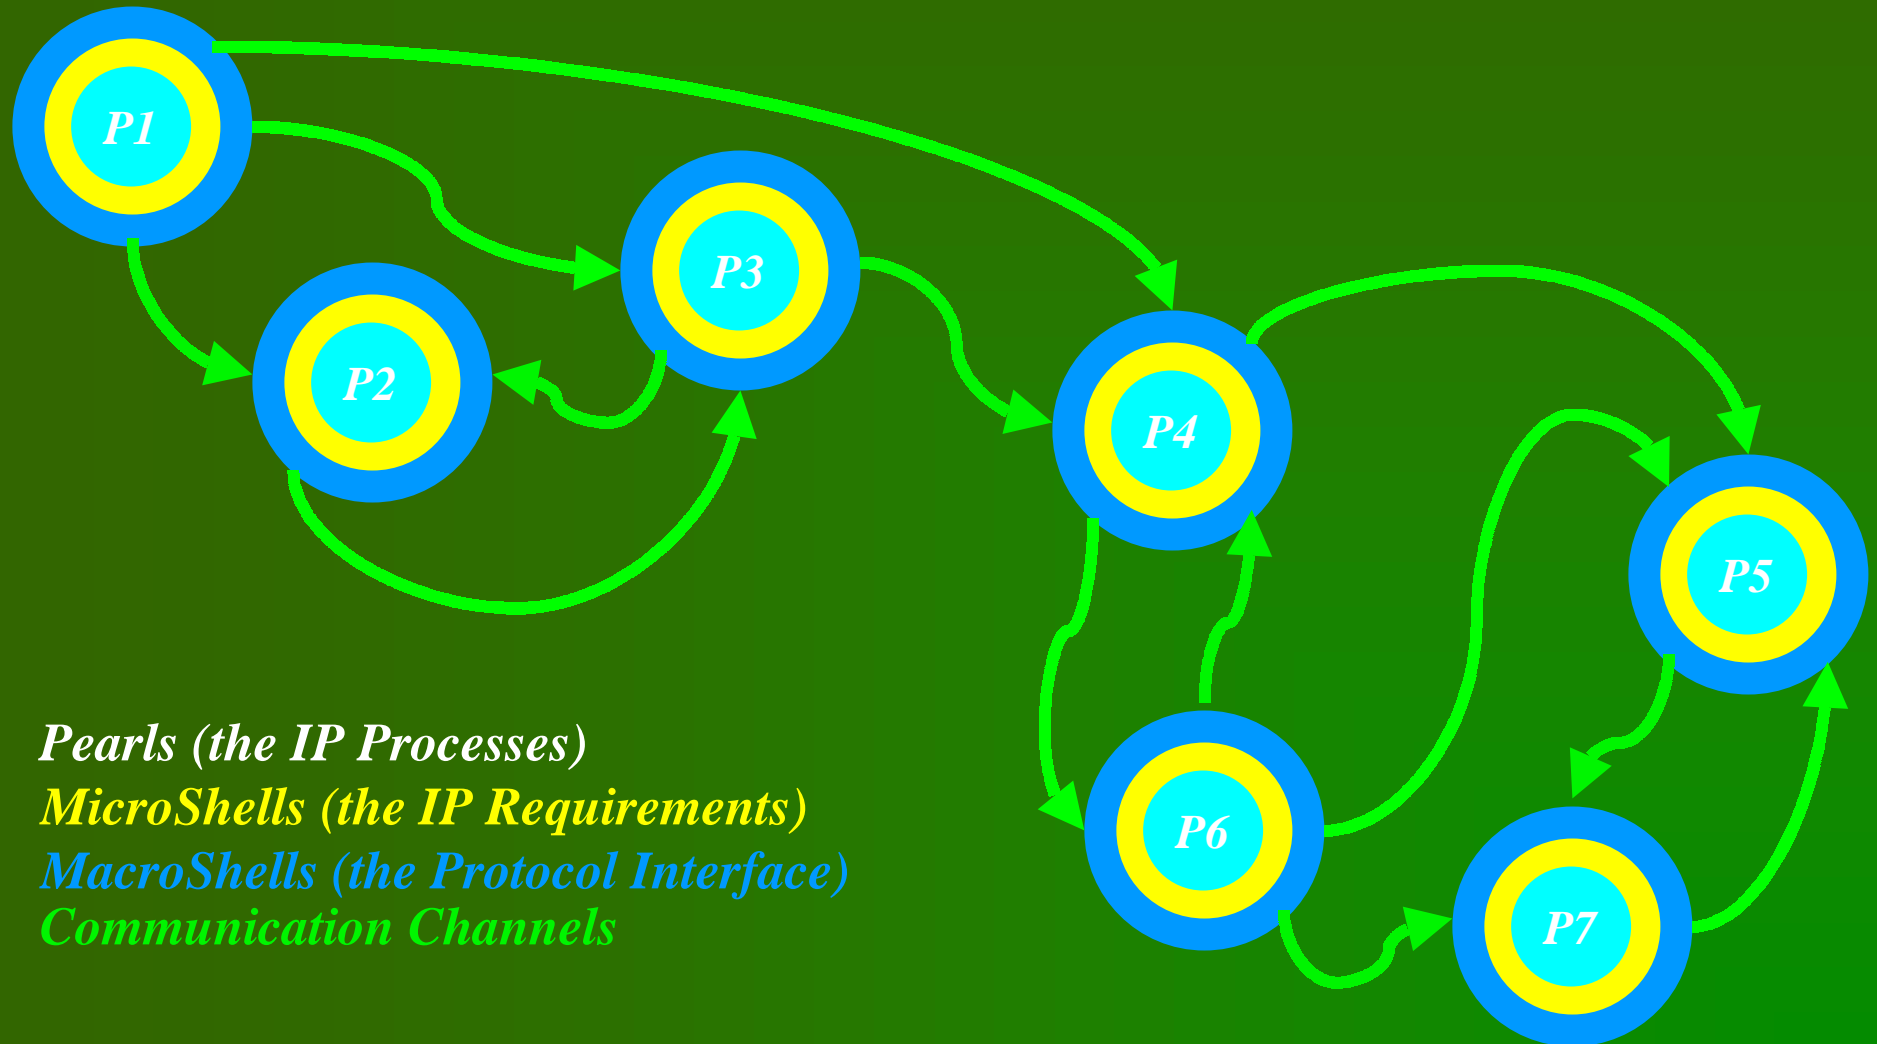 P1
P3
P2
P4
P5
Pearls (the IP Processes)
MicroShells (the IP Requirements)
P6
MacroShells (the Protocol Interface)
Communication Channels
P7